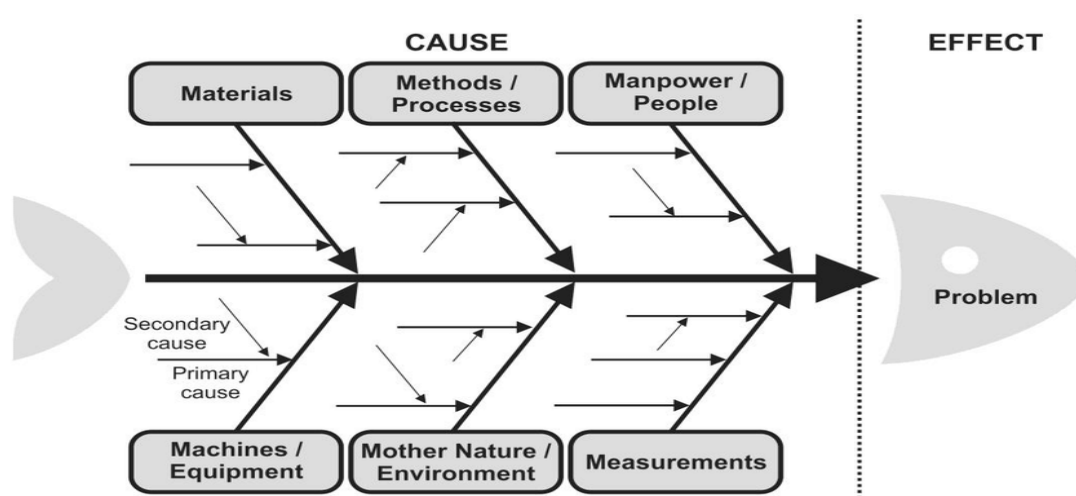 CAUSE
EFFECT
Materials
Methods /
Processes
Manpower /
People
Problem
Secondary
cause
Primary
cause
Machines /
Equipment
Mother Nature /
Environment
Measurements